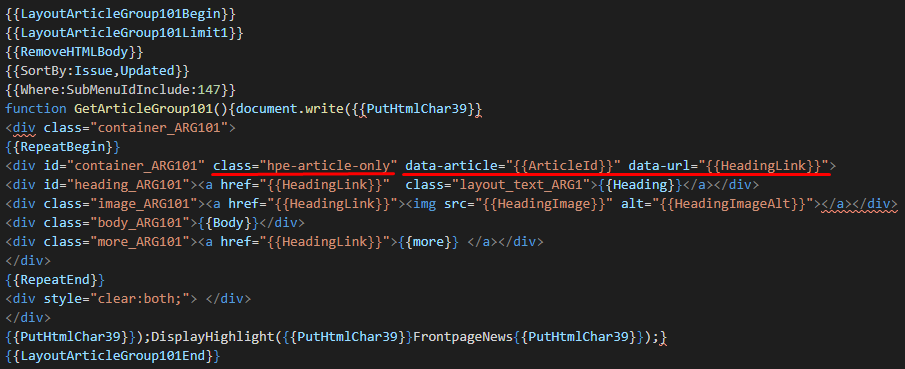 {{LayoutArticleGroup101Begin}}
{{LayoutArticleGroup101Limit1}}
{{RemoveHTMLBody}}
{{SortBy:Issue,Updated}}
{{Where:SubMenuIdInclude:147}}
function GetArticleGroup101(){document.write({{PutHtmlChar39}}
<div class="container_ARG101">
{{RepeatBegin}}
<div id="container_ARG101" class="hpe-article-only" data-article="{{ArticleId}}" data-url="{{HeadingLink}}">
<div id="heading_ARG101"><a href="{{HeadingLink}}"  class="layout_text_ARG1">{{Heading}}</a></div>
<div class="image_ARG101"><a href="{{HeadingLink}}"><img src="{{HeadingImage}}" alt="{{HeadingImageAlt}}"></a></div>
<div class="body_ARG101">{{Body}}</div>
<div class="more_ARG101"><a href="{{HeadingLink}}">{{more}} </a></div>
</div>
{{RepeatEnd}}
<div style="clear:both;"> </div>
</div>
{{PutHtmlChar39}});DisplayHighlight({{PutHtmlChar39}}FrontpageNews{{PutHtmlChar39}});}
{{LayoutArticleGroup101End}}